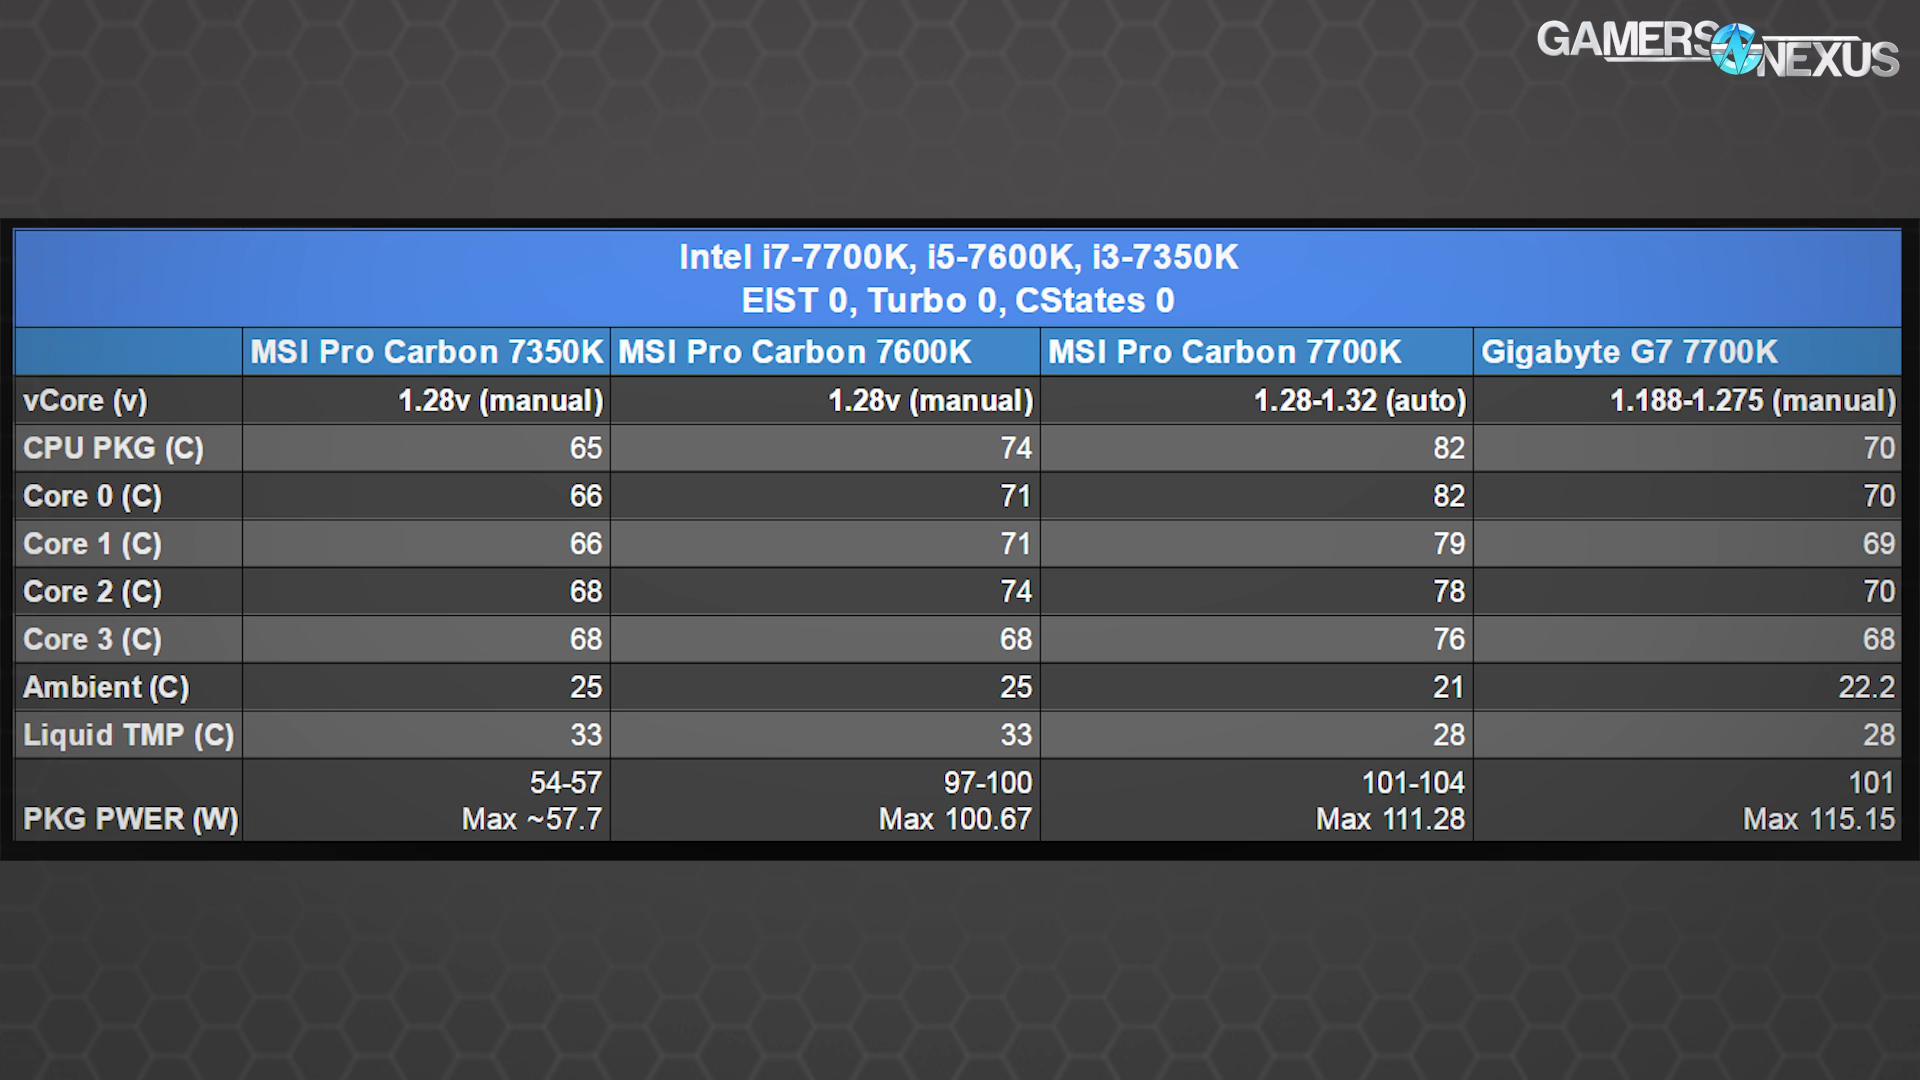 GAMERS NEXUS
Intel i7-7700K, i5-7600K, i3-7350K
EIST 0, Turbo 0, CStates 0
MSI Pro Carbon 7350K MSI Pro Carbon 7600K MSI Pro Carbon 7700K Gigabyte G7 7700K
vCore (v) 1.28v (manual) 1.28v (manual) 1.28-1.32 (auto) 1.188-1.275 (manual)
CPU PKG (C) 65 74 82 70
Core 0 (C) 66 71 82 70
Core 1 (C) 66 71 79 69
Core 2 (C) 68 74 78 70
Core 3 (C) 68 68 76 68
Ambient (C) 25 25 21 22.2
Liquid TMP (C) 33 33 28 28
54-57 97-100 101-104 101
PKG PWER (W) Max ~57.7 Max 100.67 Max 111.28 Max 115.15